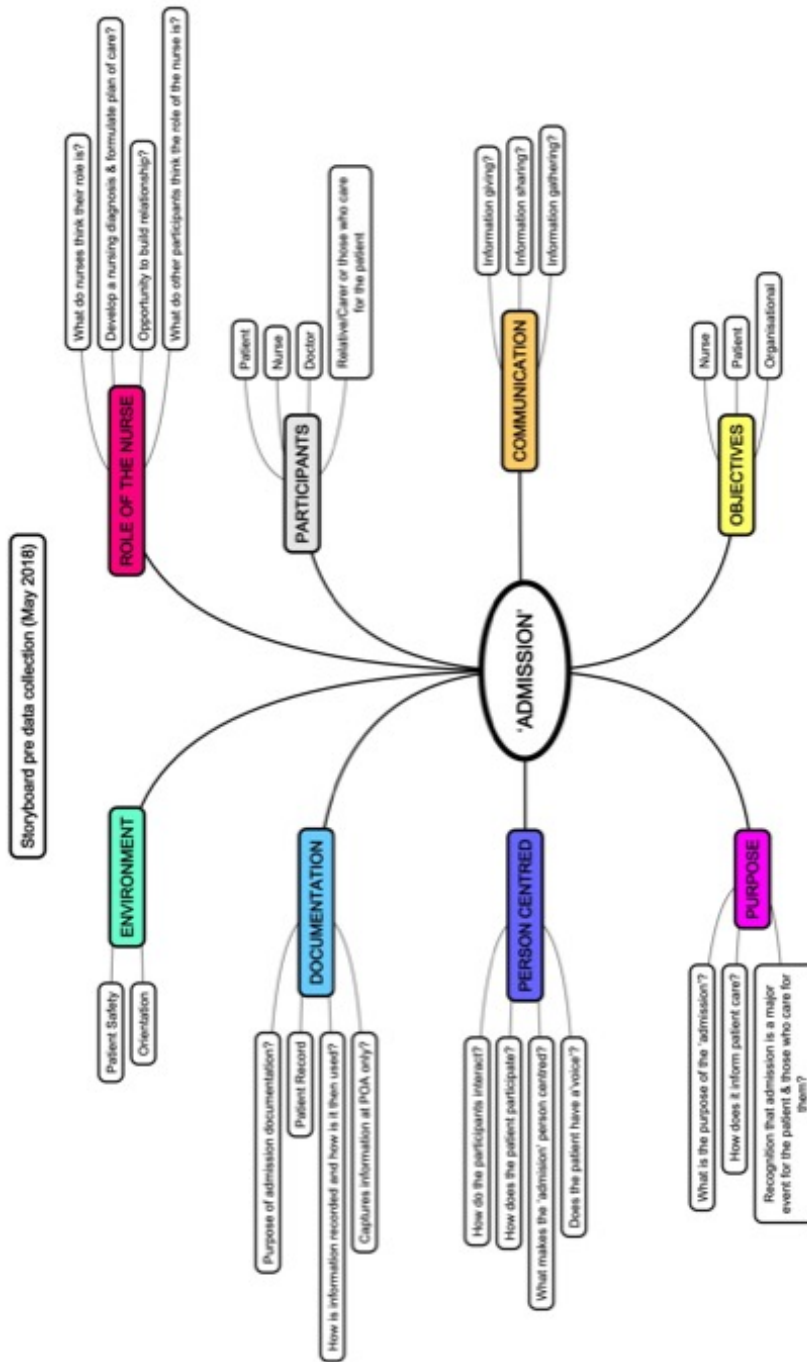 Storyboard pre data collection (May 2018)
ENVIRONMENT
Patient Safety
Orientation
DOCUMENTATION
Purpose of admission documentation?
Patient Record
How is information recorded and how is it then used?
Captures information at POA only?
PERSON CENTRED
How do the participants interact?
How does the patient participate?
What makes the 'admision' person centred?
Does the patient have a'voice'?
PURPOSE
What is the purpose of the 'admission'?
How does it inform patient care?
Recognition that admission is a major
event for the patient & those who care for
them?
'ADMISSION'
ROLE OF THE NURSE
What do nurses think their role is?
Develop a nursing diagnosis & formulate plan of care?
Opportunity to build relationship?
What do other participants think the role of the nurse is?
PARTICIPANTS
Patient
Nurse
Doctor
Relative/Carer or those who care
for the patient
COMMUNICATION
Information giving?
Information sharing?
Information gathering?
OBJECTIVES
Nurse
Patient
Organisational